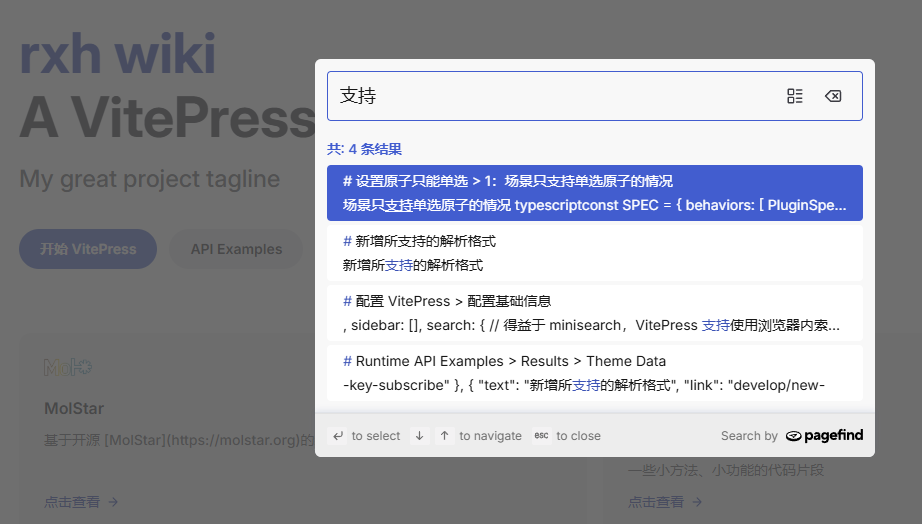 rxh wiki
A VitePress
My great project tagline
开始 VitePress
API Examples
支持
共: 4 条结果
# 设置原子只能单选 > 1：场景只支持单选原子的情况
场景只支持单选原子的情况 typescriptconst SPEC = { behaviors: [ PluginSpe...
# 新增所支持的解析格式
新增所支持的解析格式
# 配置 VitePress > 配置基础信息
, sidebar: [], search: { // 得益于 minisearch，VitePress 支持使用浏览器内索...
# Runtime API Examples > Results > Theme Data
-key-subscribe" }, { "text": "新增所支持的解析格式", "link": "develop/new-
to select
to navigate
esc to close
Search by pagefind
Mol
MolStar
基于开源 [MolStar](https://molstar.org)的
点击查看 →
一些小方法、小功能的代码片段
点击查看 →